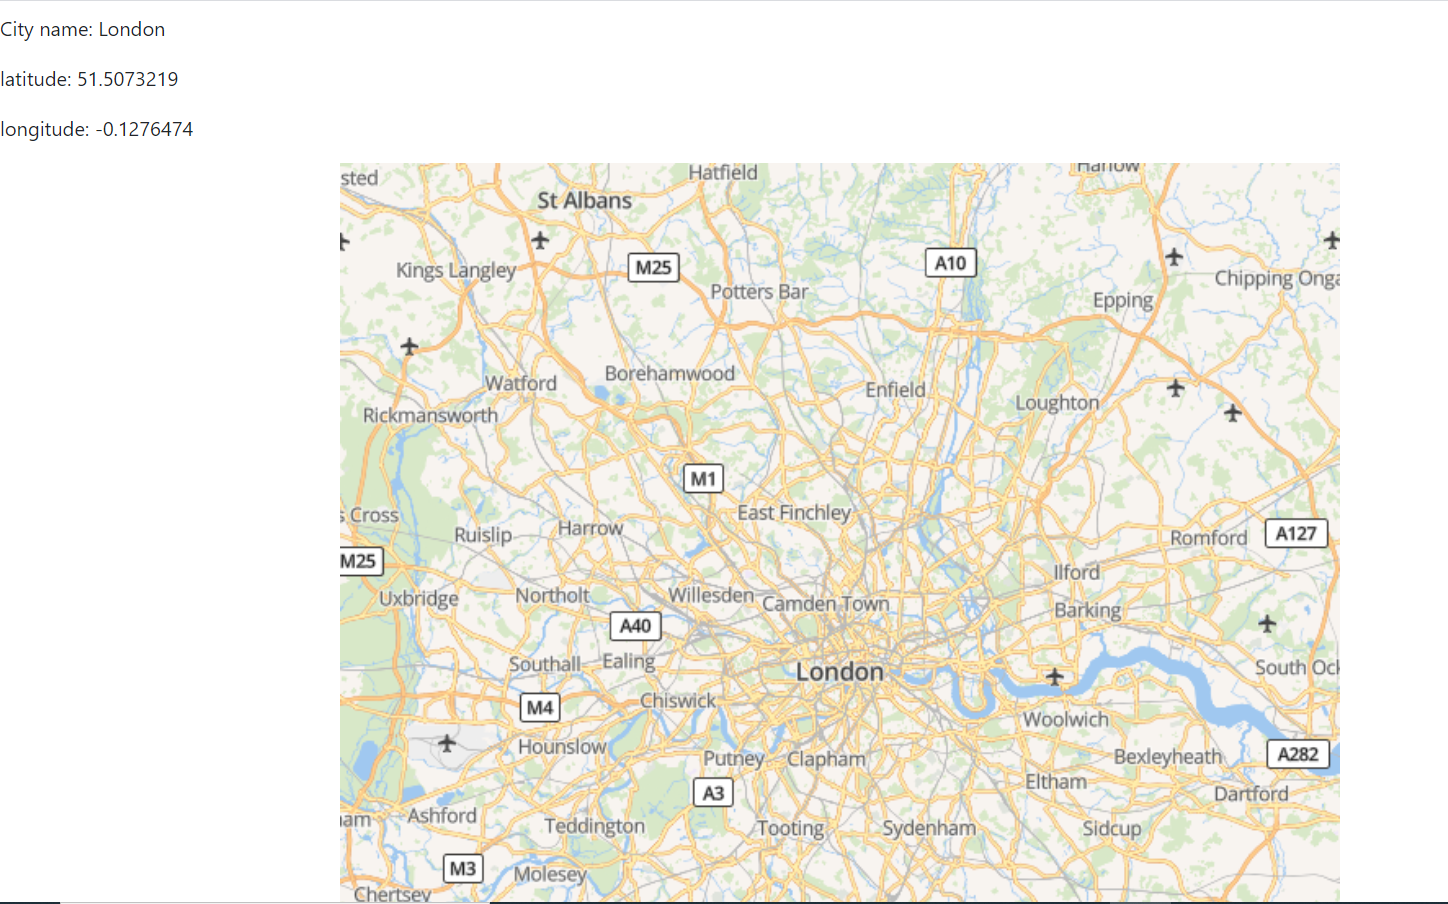 City name: London
latitude: 51.5073219
longitude: -0.1276474
sted
Hatfield
Harlow
St Albans
M25
A10
Kings Langley
Potters Bar
Chipping Onga
Epping
Borehamwood
Watford
Enfield
Loughton
Rickmansworth
M1
East Finchley
s Cross
Ruislip
Harrow
Romford
A127
M25
Ilford
Uxbridge
Northolt
Willesden
Camden Town
Barking
A40
Southall
Ealing
London
South Ock
Chiswick
M4
Woolwich
Hounslow
Putney
Clapham
Bexleyheath
A282
Eltham
A3
Dartford
am
Ashford
Teddington
Tooting
Sydenham
Sidcup
M3
Molesey
Chertsey